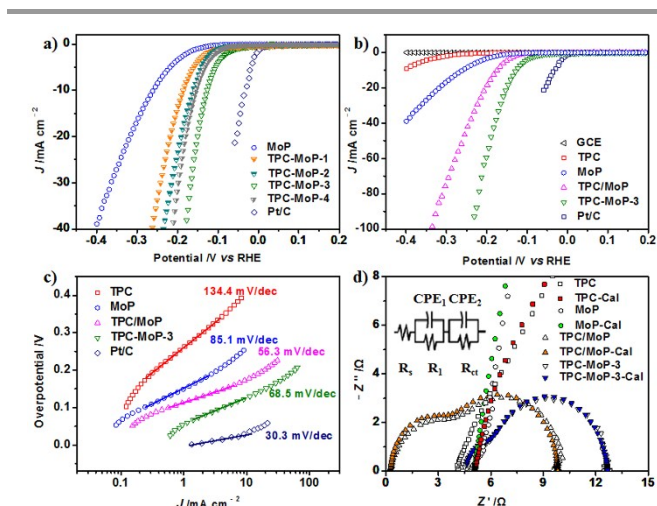 a)
0
-10
-20
-30
-40
J /mA cm⁻²
MoP
TPC-MoP-1
TPC-MoP-2
TPC-MoP-3
TPC-MoP-4
Pt/C
-0.4 -0.3 -0.2 -0.1 0.0 0.1 0.2
Potential /V vs RHE
b)
0
-20
-40
-60
-80
-100
J /mA cm⁻²
GCE
TPC
MoP
TPC/MoP
TPC-MoP-3
Pt/C
-0.4 -0.3 -0.2 -0.1 0.0 0.1 0.2
Potential /V vs RHE
c)
0.4
0.3
0.2
0.1
0.0
Overpotential /V
TPC
MoP
TPC/MoP
TPC-MoP-3
Pt/C
134.4 mV/dec
85.1 mV/dec
56.3 mV/dec
68.5 mV/dec
30.3 mV/dec
0.1 1 10 100
J /mA cm⁻²
d)
8
6
4
2
0
- Z'' /Ω
CPE₁ CPE₂
Rₛ R₁ R꜀ₜ
TPC
TPC-Cal
MoP
MoP-Cal
TPC/MoP
TPC/MoP-Cal
TPC-MoP-3
TPC-MoP-3-Cal
0 3 6 9 12 15
Z' /Ω